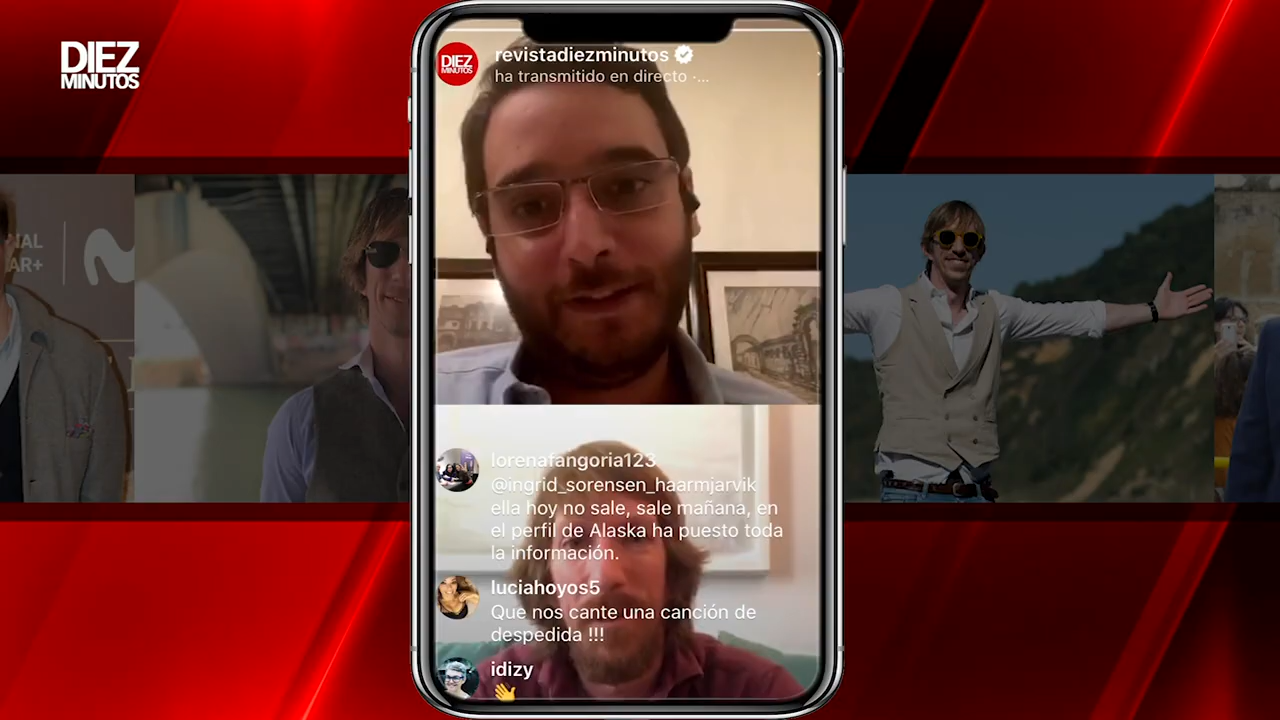 DIEZ
MINUTOS
DIEZ
MINUTOS
revistadiezminutos
ha transmitido en directo ·...
AR+
lorenafangoria123
@ingrid_sorensen_haarmjarvik
ella hoy no sale, sale mañana, en
el perfil de Alaska ha puesto toda
la información.
luciahoyos5
Que nos cante una canción de
despedida !!!
idizy
👋